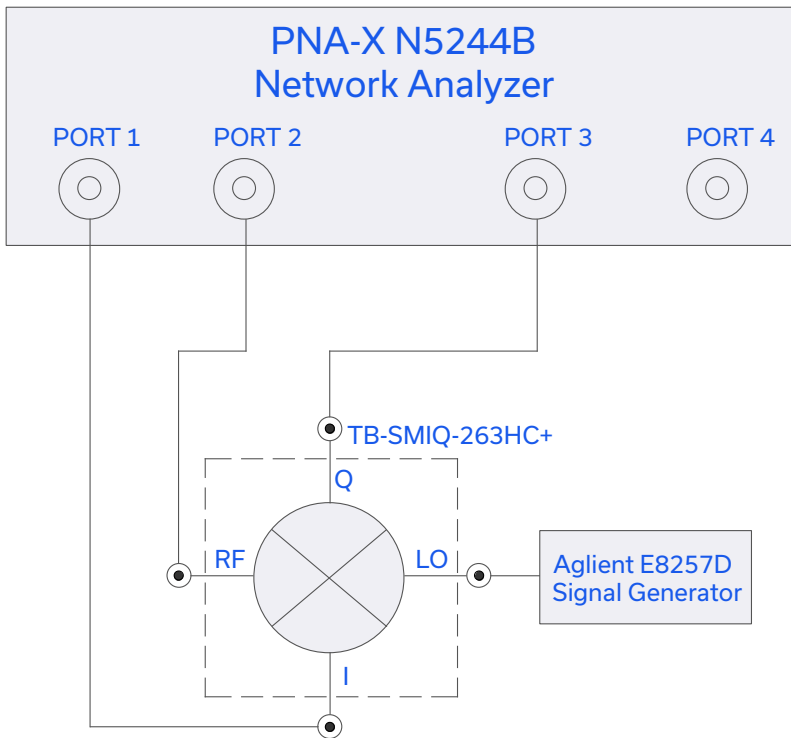 PNA-X N5244B
Network Analyzer
PORT 1
PORT 2
PORT 3
PORT 4
TB-SMIQ-263HC+
Q
RF
LO
I
Aglient E8257D
Signal Generator